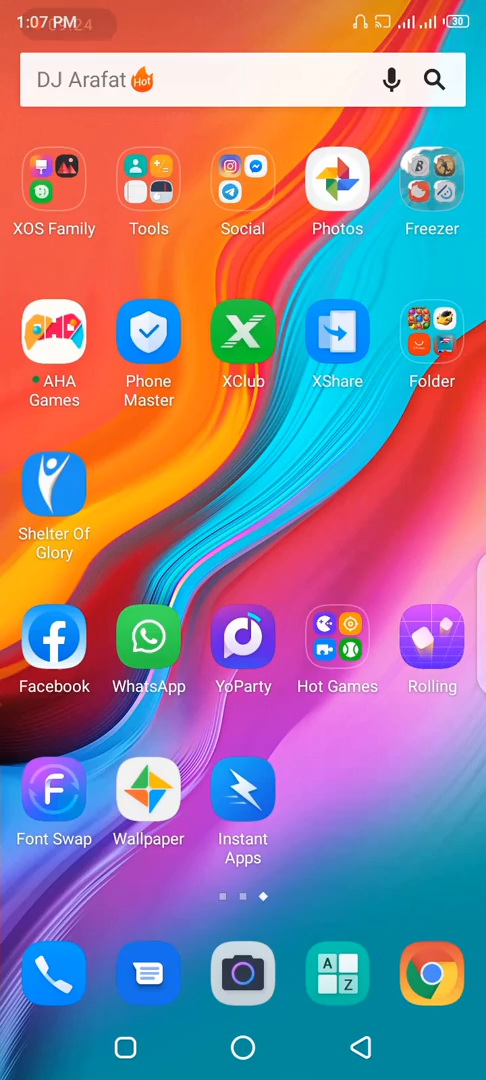 1:07 PM
30
DJ Arafat Hot
XOS Family Tools Social Photos Freezer
AHA Games Phone Master XClub XShare Folder
Shelter Of
Glory
Facebook WhatsApp YoParty Hot Games Rolling
Font Swap Wallpaper Instant Apps
A
Z